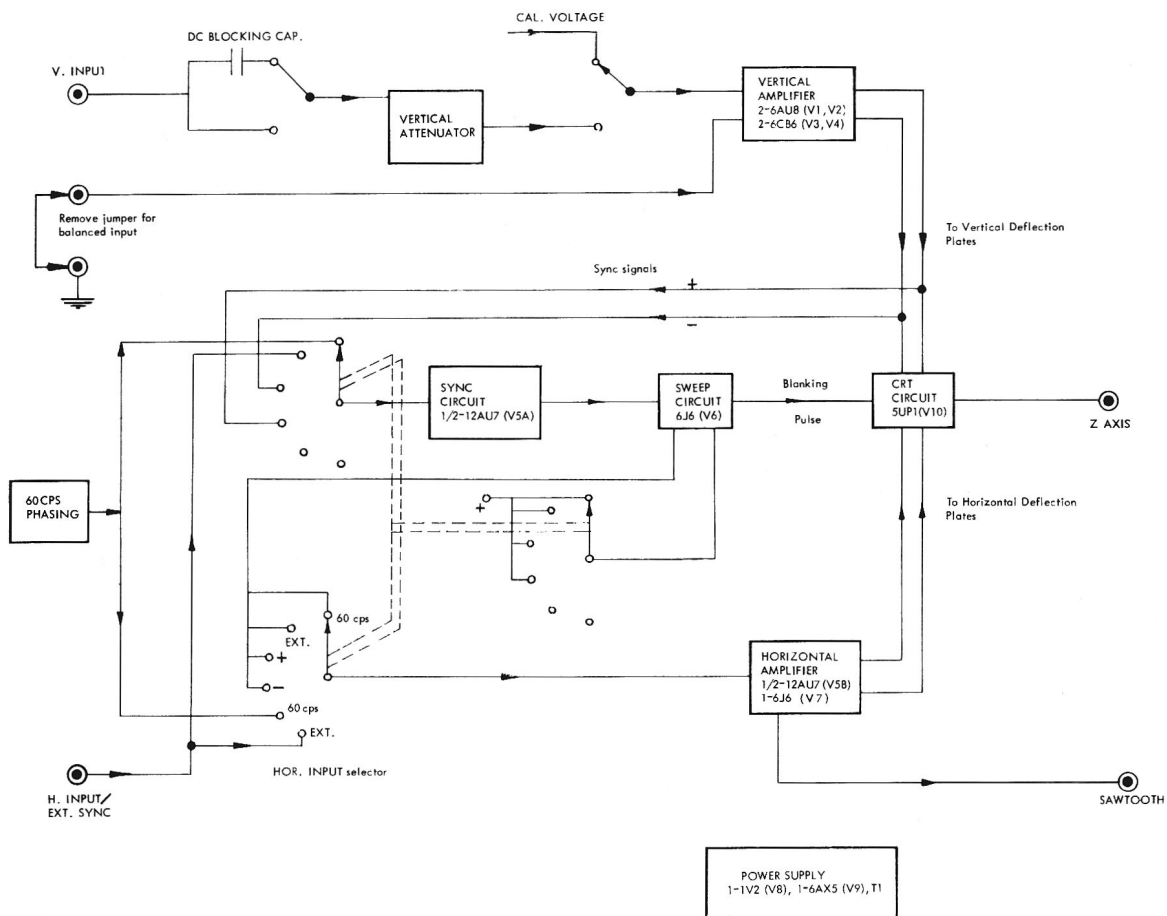 CAL. VOLTAGE
DC BLOCKING CAP.
V. INPUT
VERTICAL
ATTENUATOR
VERTICAL
AMPLIFIER
2-6AU8 (V1, V2)
2-6CB6 (V3, V4)
Remove jumper for
balanced input
To Vertical Deflection
Plates
Sync signals
+
−
SYNC
CIRCUIT
1/2-12AU7 (V5A)
SWEEP
CIRCUIT
6J6 (V6)
Blanking
Pulse
CRT
CIRCUIT
5UP1(V10)
Z AXIS
60CPS
PHASING
+
To Horizontal Deflection
Plates
60 cps
EXT.
+
−
60 cps
EXT.
HOR. INPUT selector
HORIZONTAL
AMPLIFIER
1/2-12AU7 (V5B)
1-6J6 (V7)
H. INPUT/
EXT. SYNC
SAWTOOTH
POWER SUPPLY
1-1V2 (V8), 1-6AX5 (V9), T1